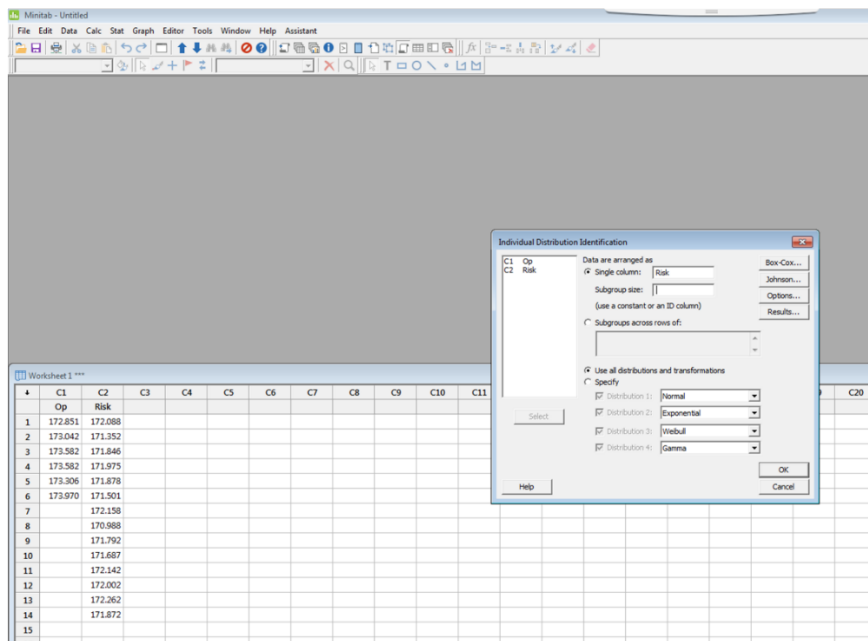 Minitab - Untitled
File Edit Data Calc Stat Graph Editor Tools Window Help Assistant
Individual Distribution Identification
C1 Op
C2 Risk
Data are arranged as
Single column: Risk
Subgroup size:
(use a constant or an ID column)
Subgroups across rows of:
Use all distributions and transformations
Specify
Distribution 1: Normal
Distribution 2: Exponential
Distribution 3: Weibull
Distribution 4: Gamma
Box-Cox...
Johnson...
Options...
Results...
Select
OK
Help
Cancel
Worksheet 1 ***
C1 C2 C3 C4 C5 C6 C7 C8 C9 C10 C11 C20
Op Risk
1 172.851 172.088
2 173.042 171.352
3 173.582 171.846
4 173.582 171.975
5 173.306 171.878
6 173.970 171.501
7 172.158
8 170.988
9 171.792
10 171.687
11 172.142
12 172.002
13 172.262
14 171.872
15